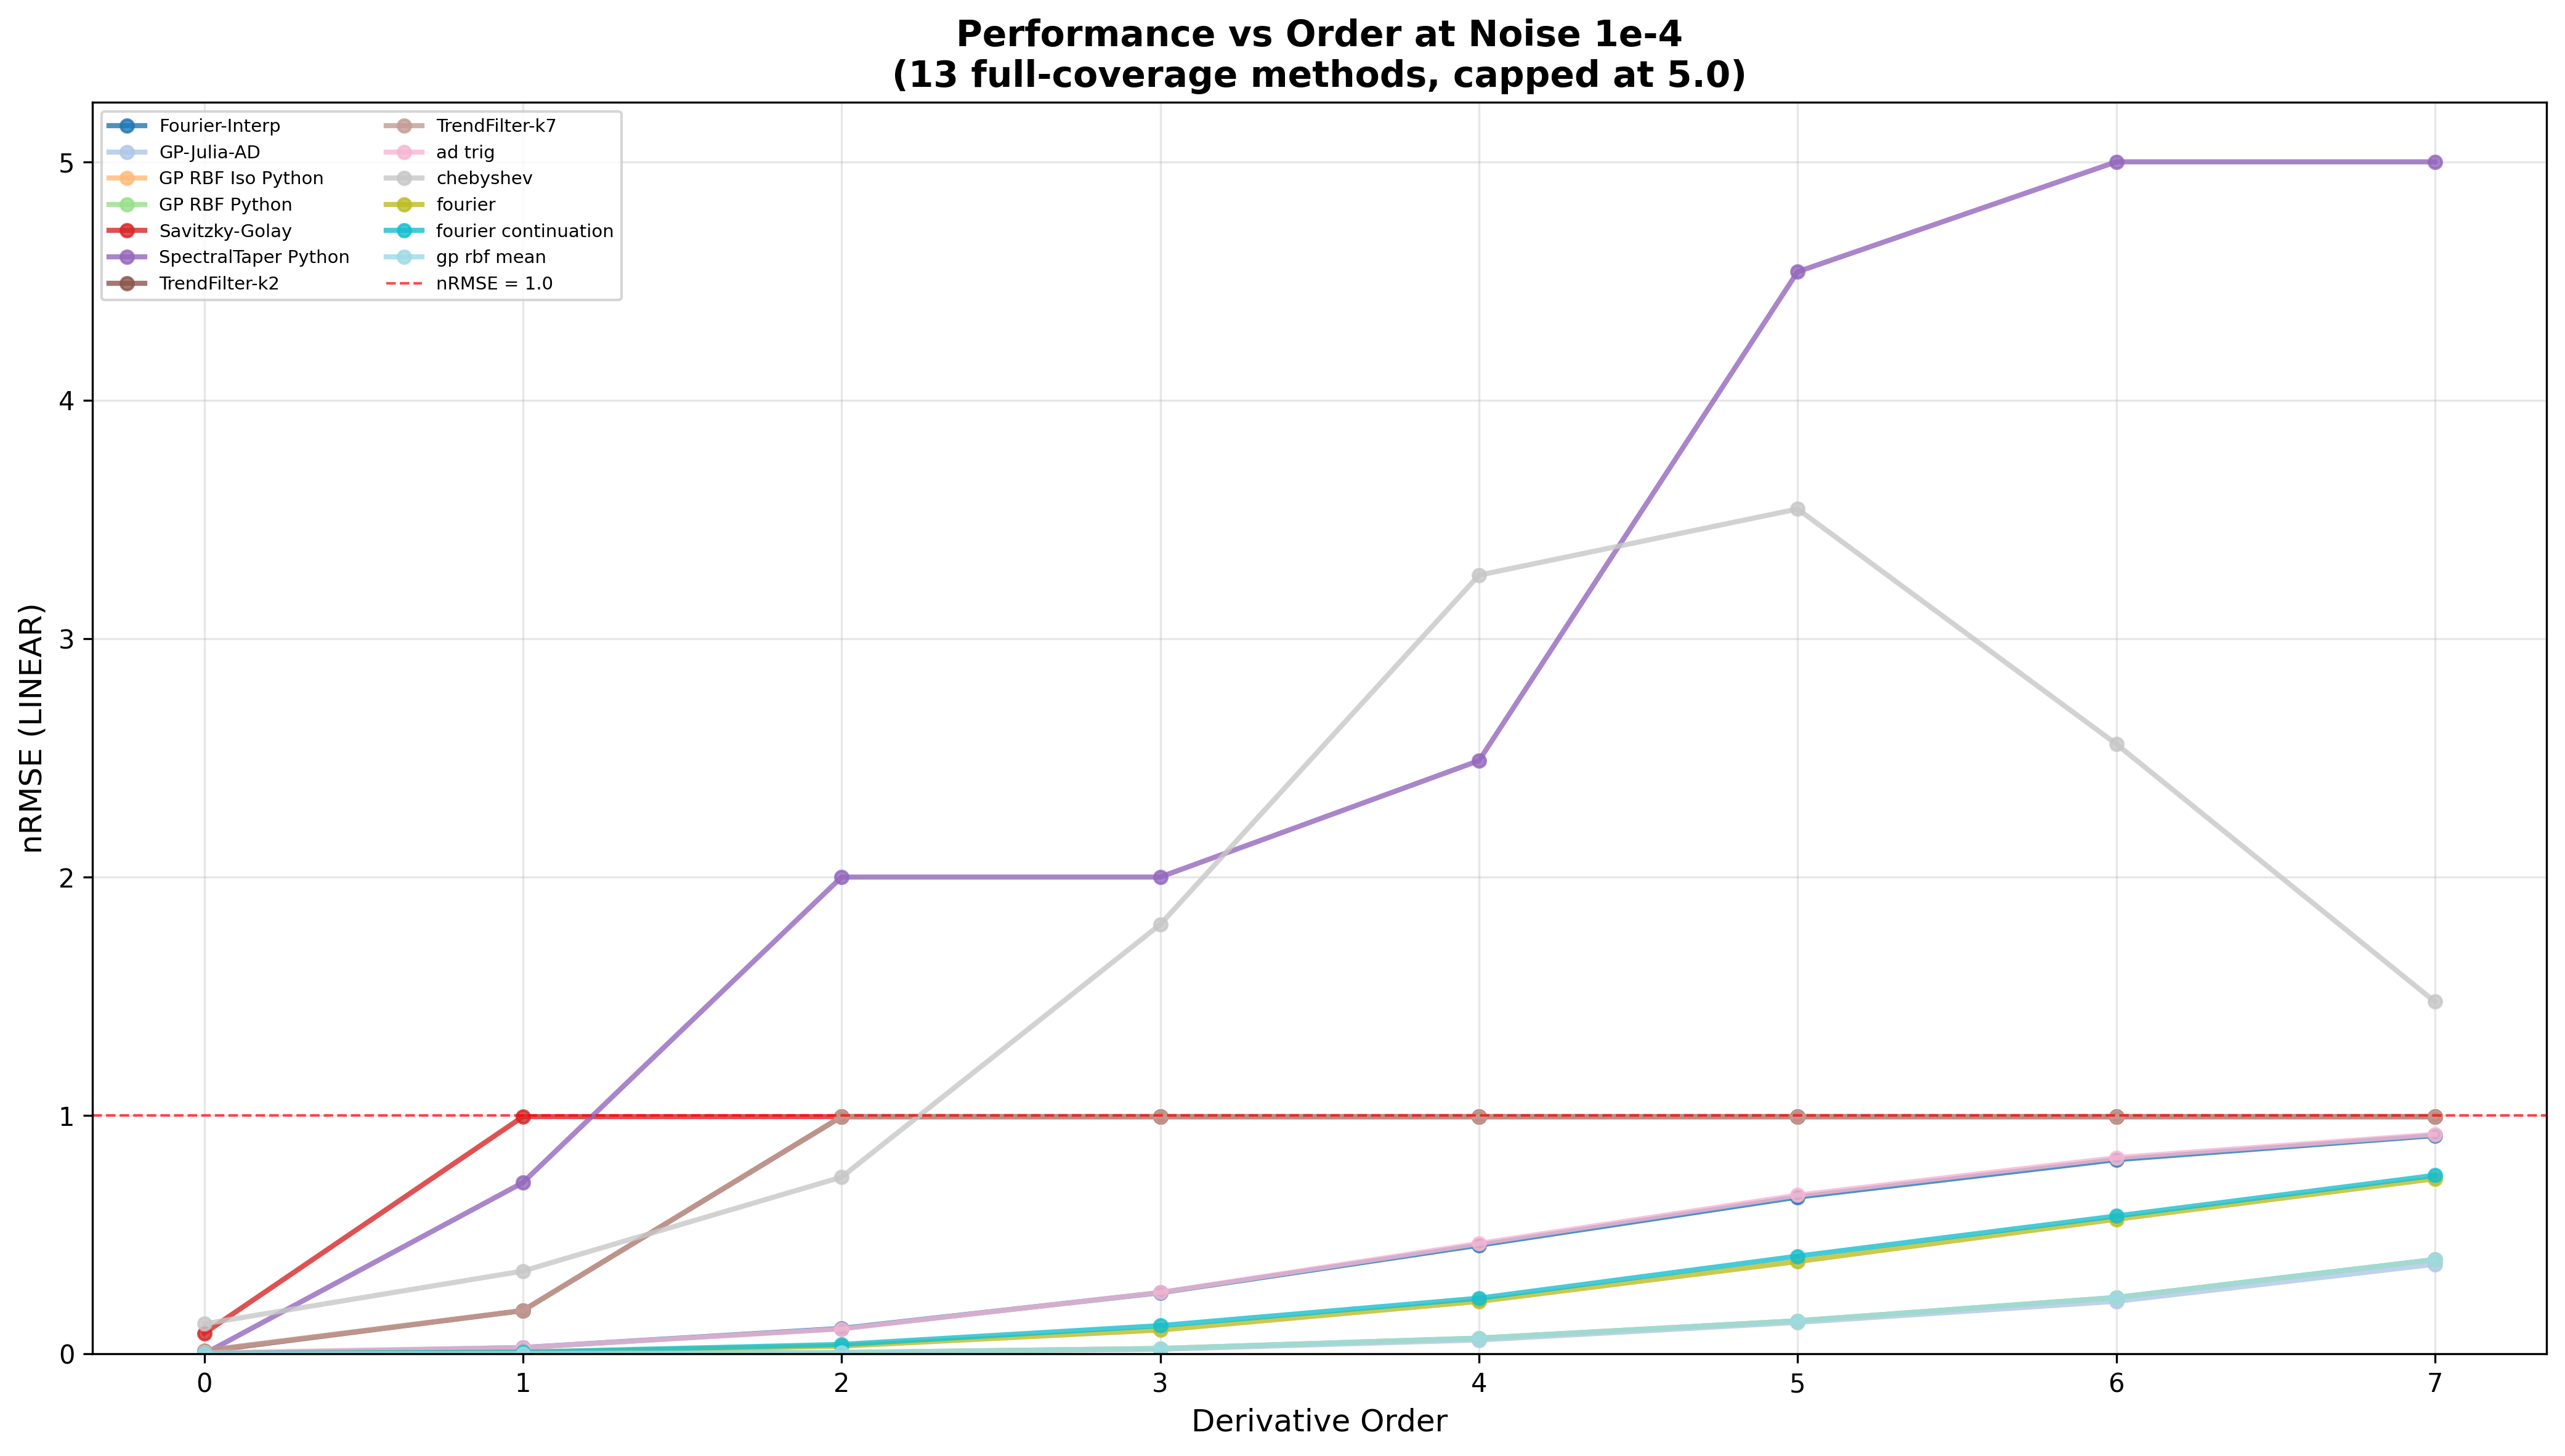 Performance vs Order at Noise 1e-4
(13 full-coverage methods, capped at 5.0)
Fourier-Interp
GP-Julia-AD
GP RBF Iso Python
GP RBF Python
Savitzky-Golay
SpectralTaper Python
TrendFilter-k2
TrendFilter-k7
ad trig
chebyshev
fourier
fourier continuation
gp rbf mean
nRMSE = 1.0
nRMSE (LINEAR)
5
4
3
2
1
0
0 1 2 3 4 5 6 7
Derivative Order